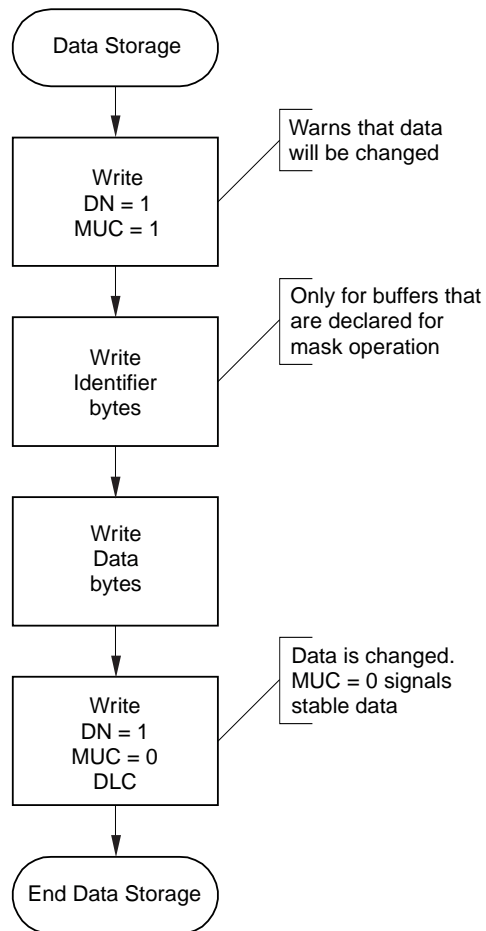 Data Storage
Warns that data
will be changed
Write
DN = 1
MUC = 1
Only for buffers that
are declared for
mask operation
Write
Identifier
bytes
Write
Data
bytes
Data is changed.
MUC = 0 signals
stable data
Write
DN = 1
MUC = 0
DLC
End Data Storage